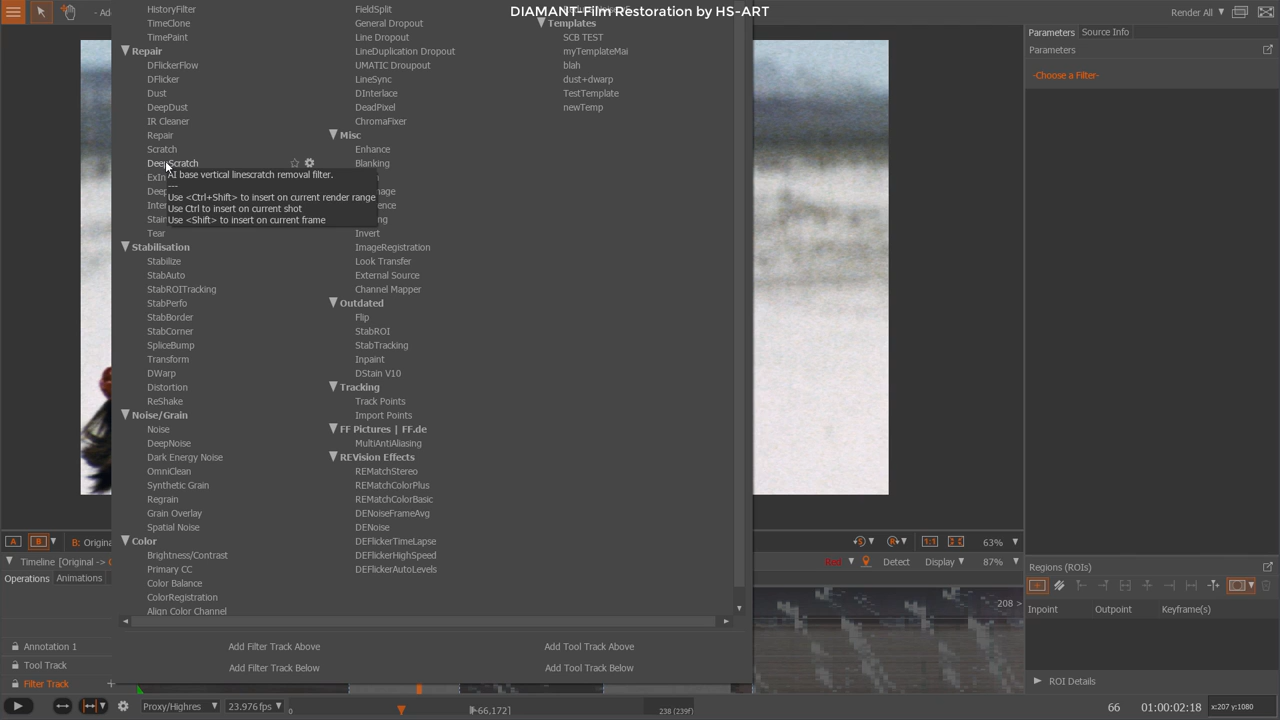 DIAMANT-Film Restoration by HS-ART
Render All
HistoryFilter
TimeClone
TimePaint
Repair
DFlickerFlow
DFlicker
Dust
DeepDust
IR Cleaner
Repair
Scratch
DeepScratch
AI base vertical linescratch removal filter.
---
Use <Ctrl+Shift> to insert on current render range
Use Ctrl to insert on current shot
Use <Shift> to insert on current frame
Tear
Stabilisation
Stabilize
StabAuto
StabROITracking
StabPerfo
StabBorder
StabCorner
SpliceBump
Transform
DWarp
Distortion
ReShake
Noise/Grain
Noise
DeepNoise
Dark Energy Noise
OmniClean
Synthetic Grain
Regrain
Grain Overlay
Spatial Noise
Color
Brightness/Contrast
Primary CC
Color Balance
ColorRegistration
Align Color Channel
FieldSplit
General Dropout
Line Dropout
LineDuplication Dropout
UMATIC Droupout
LineSync
DInterlace
DeadPixel
ChromaFixer
Misc
Enhance
Blanking
Invert
ImageRegistration
Look Transfer
External Source
Channel Mapper
Outdated
Flip
StabROI
StabTracking
Inpaint
DStain V10
Tracking
Track Points
Import Points
FF Pictures | FF.de
MultiAntiAliasing
REVision Effects
REMatchStereo
REMatchColorPlus
REMatchColorBasic
DENoiseFrameAvg
DENoise
DEFlickerTimeLapse
DEFlickerHighSpeed
DEFlickerAutoLevels
Templates
SCB TEST
myTemplateMai
blah
dust+dwarp
TestTemplate
newTemp
Add Filter Track Above
Add Tool Track Above
Add Filter Track Below
Add Tool Track Below
Parameters Source Info
Parameters
-Choose a Filter-
A B B: Origina
1:1 63%
Timeline [Original ->
Detect Display 87%
Operations Animations
208 >
Annotation 1
Tool Track
Filter Track +
Regions (ROIs)
Inpoint Outpoint Keyframe(s)
ROI Details
Proxy/Highres 23.976fps 0 66,172] 238 [239f] 66 01:00:02:18 x:207 y:1080